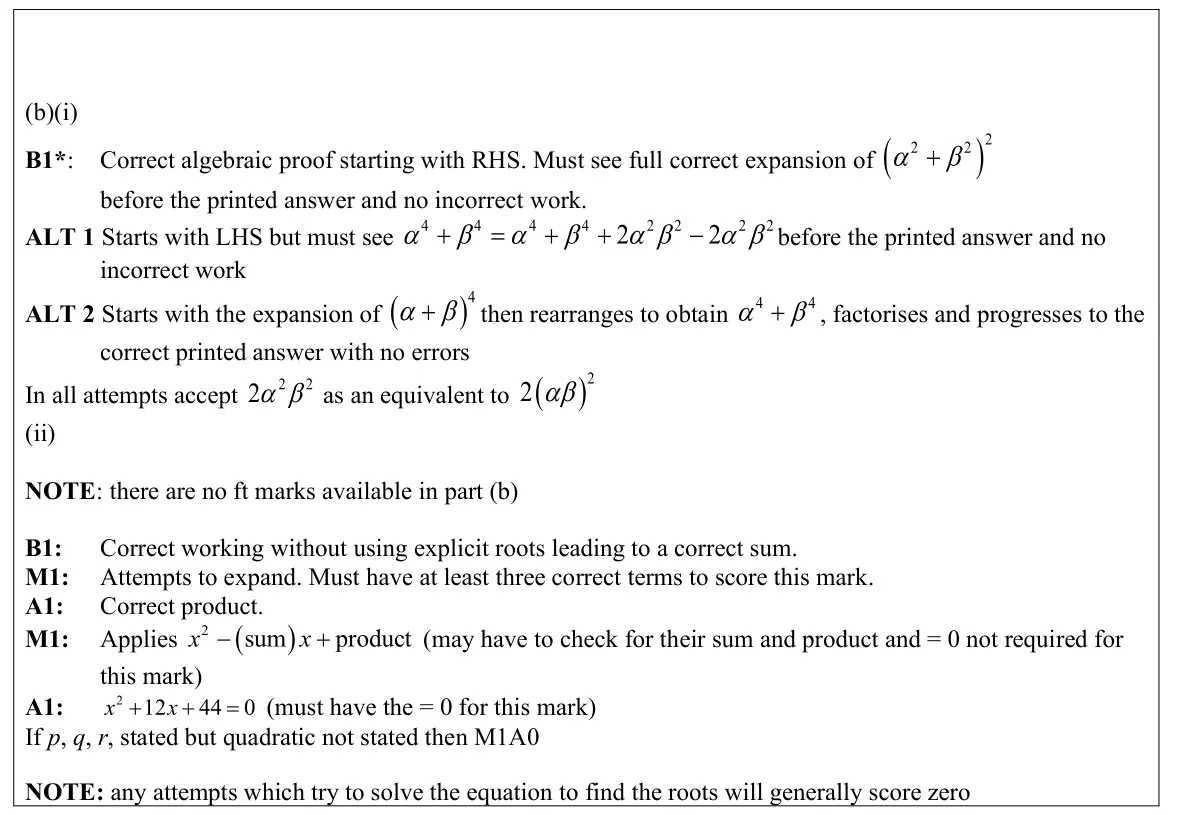 (b)(i)
B1*: Correct algebraic proof starting with RHS. Must see full correct expansion of (α² + β²)²
before the printed answer and no incorrect work.
ALT 1 Starts with LHS but must see α⁴ + β⁴ = α⁴ + β⁴ + 2α²β² − 2α²β² before the printed answer and no
incorrect work
ALT 2 Starts with the expansion of (α + β)⁴ then rearranges to obtain α⁴ + β⁴ , factorises and progresses to the
correct printed answer with no errors
In all attempts accept 2α²β² as an equivalent to 2(αβ)²
(ii)
NOTE: there are no ft marks available in part (b)
B1: Correct working without using explicit roots leading to a correct sum.
M1: Attempts to expand. Must have at least three correct terms to score this mark.
A1: Correct product.
M1: Applies x² − (sum)x + product (may have to check for their sum and product and = 0 not required for
this mark)
A1: x² + 12x + 44 = 0 (must have the = 0 for this mark)
If p, q, r, stated but quadratic not stated then M1A0
NOTE: any attempts which try to solve the equation to find the roots will generally score zero